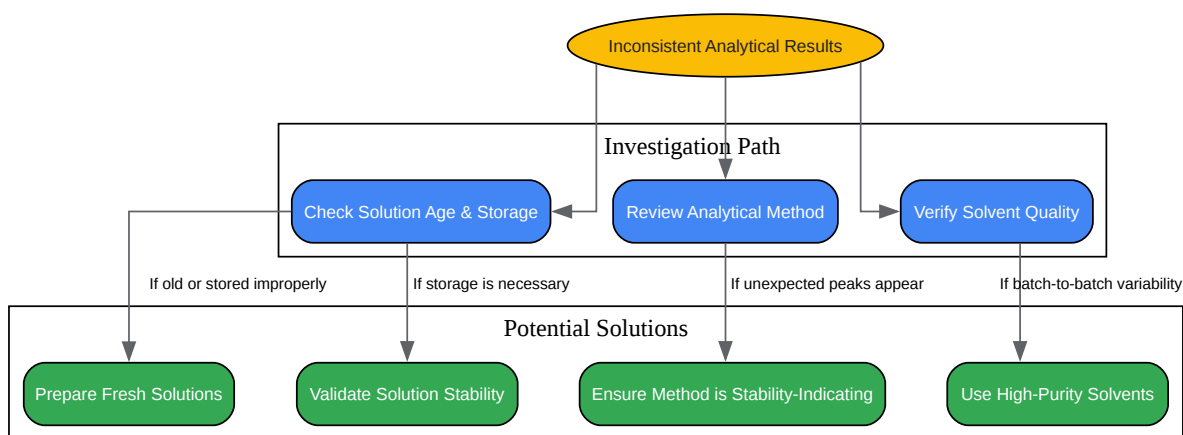 Inconsistent Analytical Results
Investigation Path
Check Solution Age & Storage
Review Analytical Method
Verify Solvent Quality
If old or stored improperly
If storage is necessary
If unexpected peaks appear
If batch-to-batch variability
Potential Solutions
Prepare Fresh Solutions
Validate Solution Stability
Ensure Method is Stability-Indicating
Use High-Purity Solvents